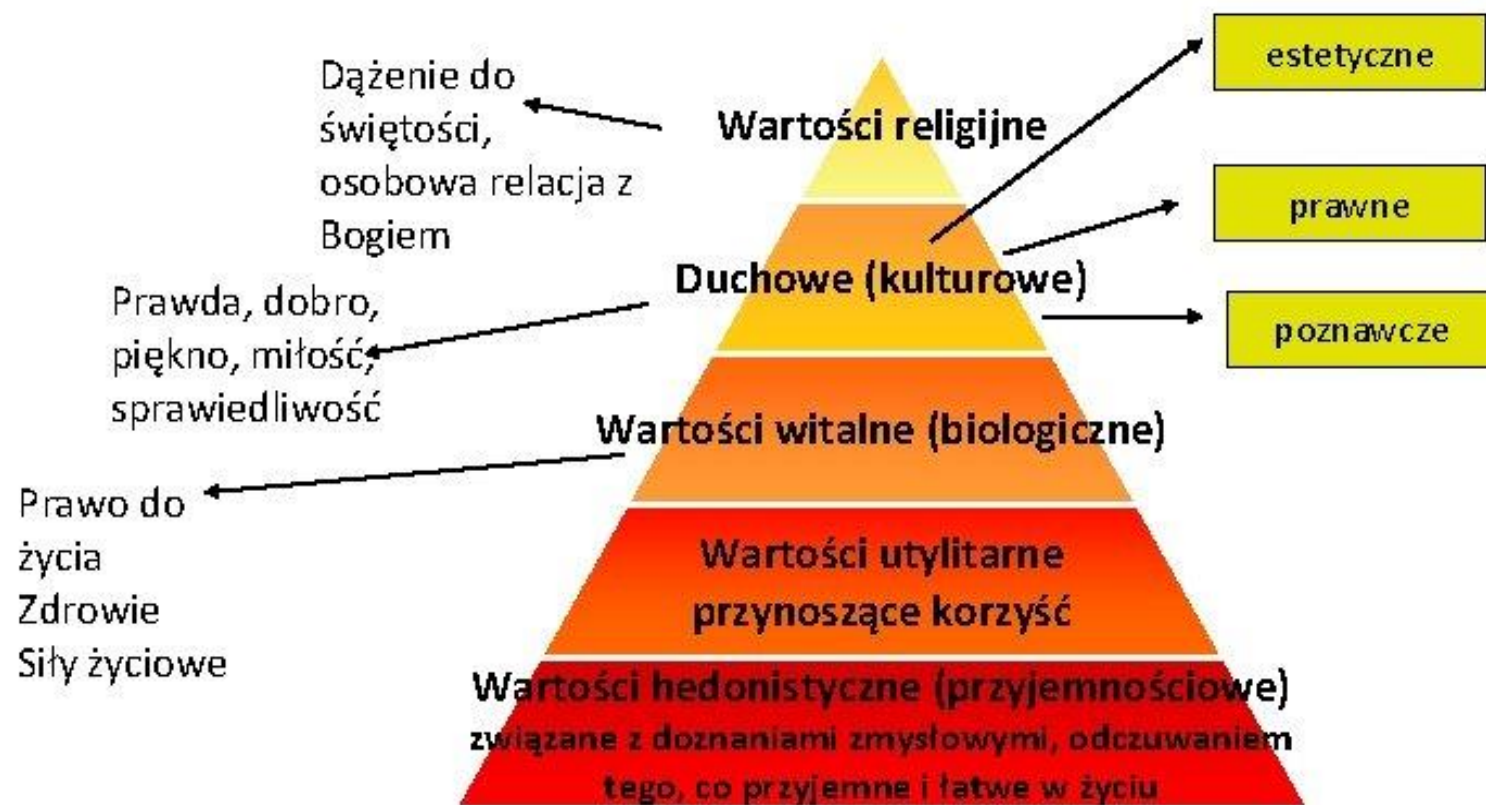 Dążenie do
świętości,
osobowa relacja z
Bogiem
Wartości religijne
estetyczne
prawne
poznawcze
Duchowe (kulturowe)
Prawda, dobro,
piękno, miłość,
sprawiedliwość
Wartości witalne (biologiczne)
Prawo do
życia
Zdrowie
Siły życiowe
Wartości utylitarne
przynoszące korzyść
Wartości hedonistyczne (przyjemnościowe)
związane z doznaniami zmysłowymi, odczuwaniem
tego, co przyjemne i łatwe w życiu